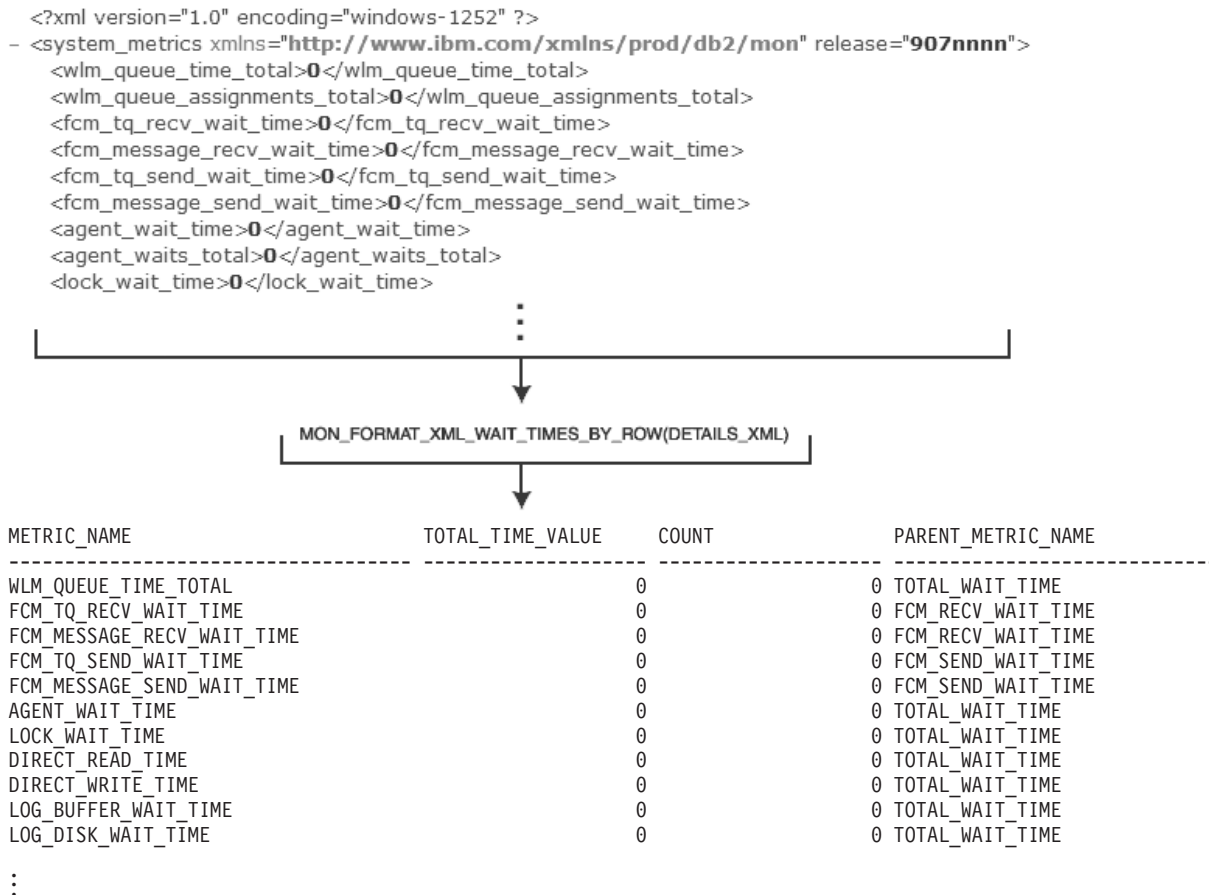 <?xml version="1.0" encoding="windows-1252" ?>
– <system_metrics xmlns="http://www.ibm.com/xmlns/prod/db2/mon" release="907nnnn">
<wlm_queue_time_total>0</wlm_queue_time_total>
<wlm_queue_assignments_total>0</wlm_queue_assignments_total>
<fcm_tq_recv_wait_time>0</fcm_tq_recv_wait_time>
<fcm_message_recv_wait_time>0</fcm_message_recv_wait_time>
<fcm_tq_send_wait_time>0</fcm_tq_send_wait_time>
<fcm_message_send_wait_time>0</fcm_message_send_wait_time>
<agent_wait_time>0</agent_wait_time>
<agent_waits_total>0</agent_waits_total>
<lock_wait_time>0</lock_wait_time>
⋮
MON_FORMAT_XML_WAIT_TIMES_BY_ROW(DETAILS_XML)
METRIC_NAME TOTAL_TIME_VALUE COUNT PARENT_METRIC_NAME
---------------------------------- ------------------- ------------------- ---------------------------
WLM_QUEUE_TIME_TOTAL 0 0 TOTAL_WAIT_TIME
FCM_TQ_RECV_WAIT_TIME 0 0 FCM_RECV_WAIT_TIME
FCM_MESSAGE_RECV_WAIT_TIME 0 0 FCM_RECV_WAIT_TIME
FCM_TQ_SEND_WAIT_TIME 0 0 FCM_SEND_WAIT_TIME
FCM_MESSAGE_SEND_WAIT_TIME 0 0 FCM_SEND_WAIT_TIME
AGENT_WAIT_TIME 0 0 TOTAL_WAIT_TIME
LOCK_WAIT_TIME 0 0 TOTAL_WAIT_TIME
DIRECT_READ_TIME 0 0 TOTAL_WAIT_TIME
DIRECT_WRITE_TIME 0 0 TOTAL_WAIT_TIME
LOG_BUFFER_WAIT_TIME 0 0 TOTAL_WAIT_TIME
LOG_DISK_WAIT_TIME 0 0 TOTAL_WAIT_TIME
⋮